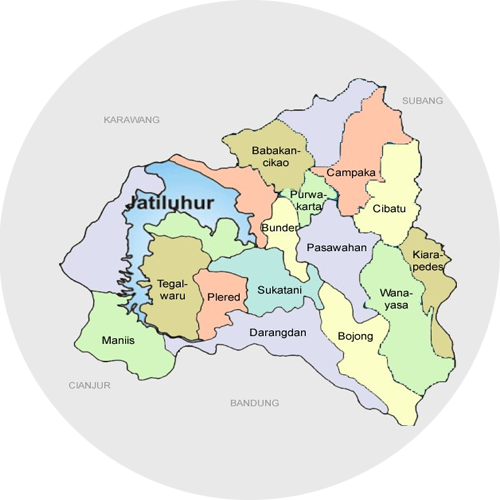 SUBANG
KARAWANG
Babakan-
cikao
Campaka
Jatiluhur
Purwa-
karta
Cibatu
Bunder
Pasawahan
Kiara-
pedes
Tegal-
waru
Plered
Sukatani
Wana-
yasa
Maniis
Darangdan
Bojong
CIANJUR
BANDUNG